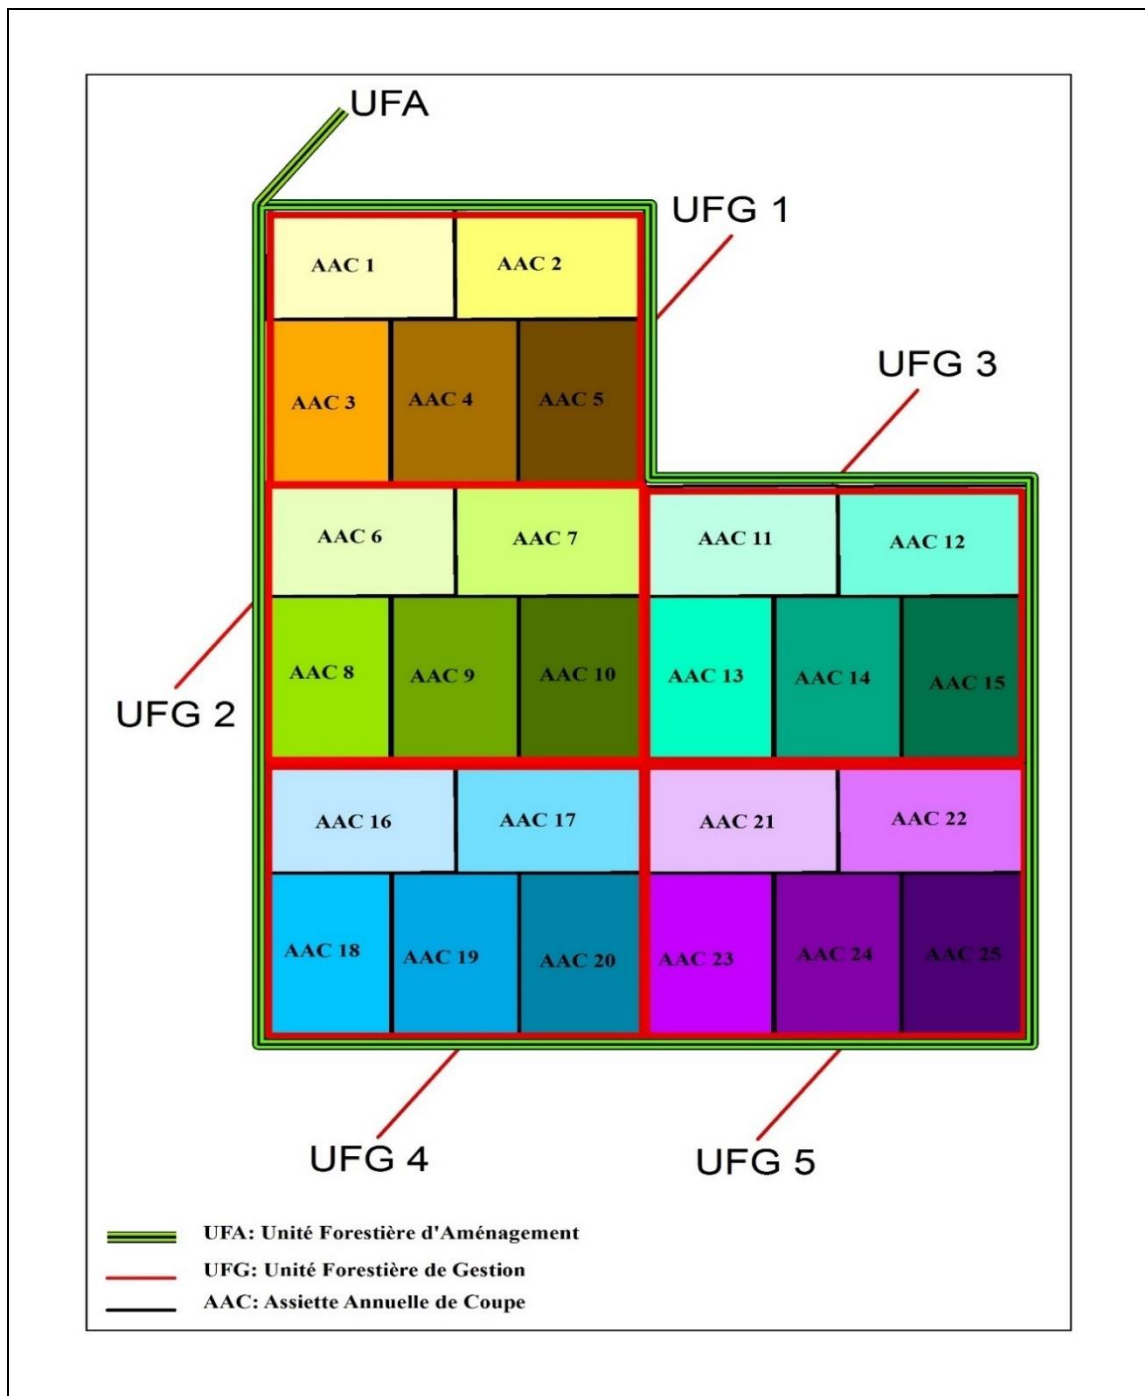 UFA
UFG 1
AAC 1
AAC 2
UFG 3
AAC 3
AAC 4
AAC 5
AAC 6
AAC 7
AAC 11
AAC 12
AAC 8
AAC 9
AAC 10
AAC 13
AAC 14
AAC 15
UFG 2
AAC 16
AAC 17
AAC 21
AAC 22
AAC 18
AAC 19
AAC 20
AAC 23
AAC 24
AAC 25
UFG 4
UFG 5
UFA: Unité Forestière d'Aménagement
UFG: Unité Forestière de Gestion
AAC: Assiette Annuelle de Coupe